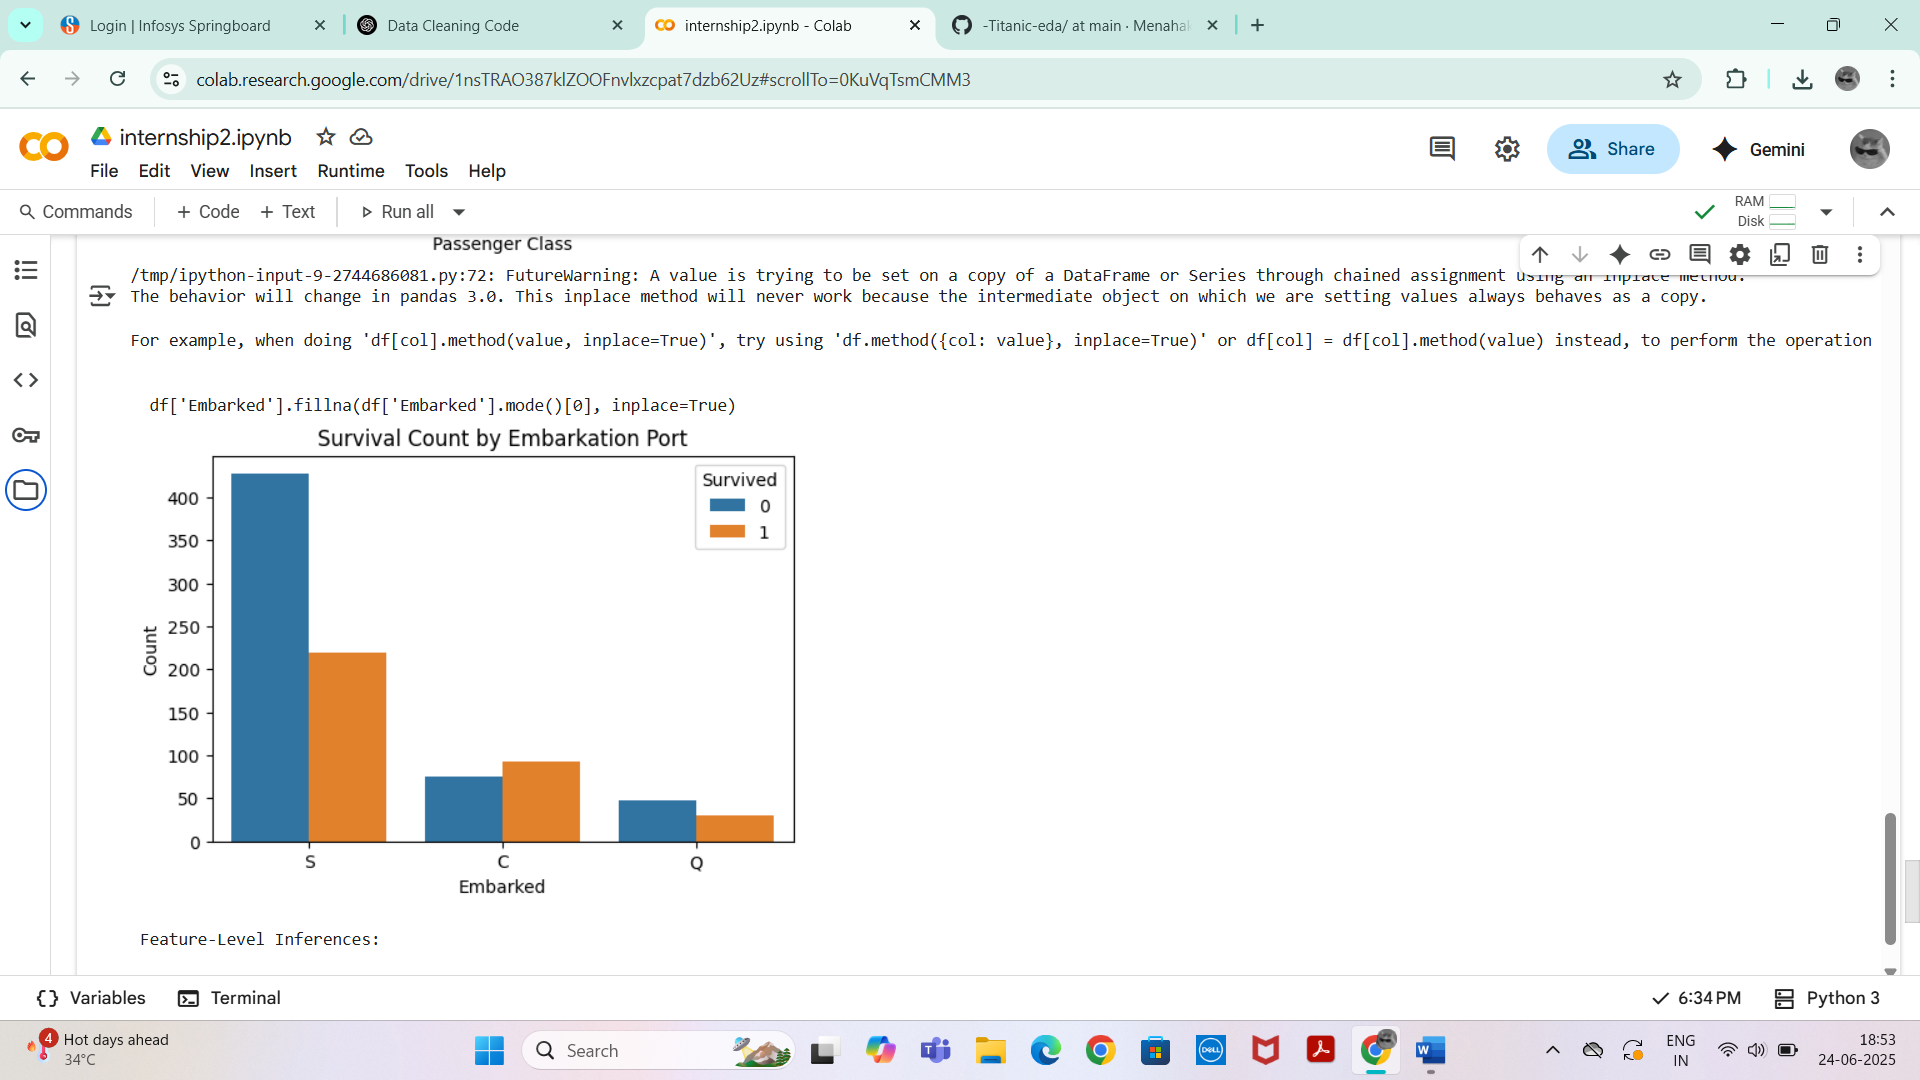 Login | Infosys Springboard
Data Cleaning Code
internship2.ipynb - Colab
-Titanic-eda/ at main · Menaha
colab.research.google.com/drive/1nsTRAO387klZOOFnvlxzcpat7dzb62Uz#scrollTo=0KuVqTsmCMM3
internship2.ipynb
File Edit View Insert Runtime Tools Help
Share
Gemini
Commands + Code + Text Run all
RAM
Disk
Passenger Class
/tmp/ipython-input-9-2744686081.py:72: FutureWarning: A value is trying to be set on a copy of a DataFrame or Series through chained assignment using an inplace method.
The behavior will change in pandas 3.0. This inplace method will never work because the intermediate object on which we are setting values always behaves as a copy.
For example, when doing 'df[col].method(value, inplace=True)', try using 'df.method({col: value}, inplace=True)' or df[col] = df[col].method(value) instead, to perform the operation
df['Embarked'].fillna(df['Embarked'].mode()[0], inplace=True)
Survival Count by Embarkation Port
Survived
0
1
400
350
300
250
200
150
100
50
0
Count
S C Q
Embarked
Feature-Level Inferences:
Variables
Terminal
6:34 PM
Python 3
4
Hot days ahead
34°C
Search
DELL
ENG
IN
18:53
24-06-2025